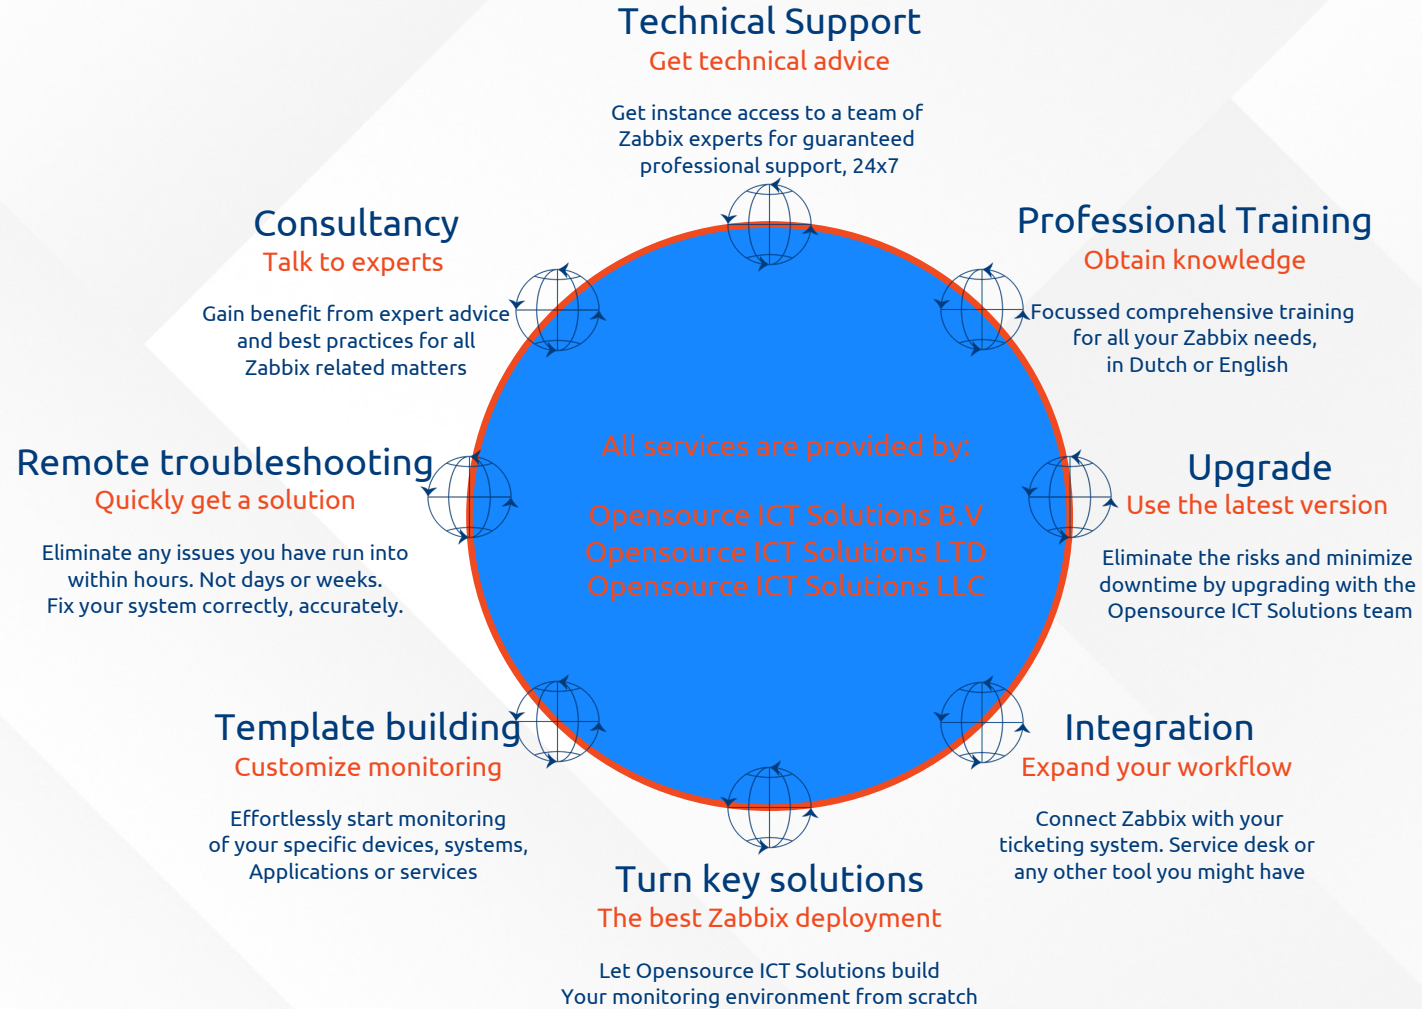 Technical Support
Get technical advice
Get instance access to a team of
Zabbix experts for guaranteed
professional support, 24x7
Consultancy
Talk to experts
Gain benefit from expert advice
and best practices for all
Zabbix related matters
Professional Training
Obtain knowledge
Focussed comprehensive training
for all your Zabbix needs,
in Dutch or English
Remote troubleshooting
Quickly get a solution
Eliminate any issues you have run into
within hours. Not days or weeks.
Fix your system correctly, accurately.
All services are provided by:
Opensource ICT Solutions B.V
Opensource ICT Solutions LTD
Opensource ICT Solutions LLC
Upgrade
Use the latest version
Eliminate the risks and minimize
downtime by upgrading with the
Opensource ICT Solutions team
Template building
Customize monitoring
Effortlessly start monitoring
of your specific devices, systems,
Applications or services
Integration
Expand your workflow
Connect Zabbix with your
ticketing system. Service desk or
any other tool you might have
Turn key solutions
The best Zabbix deployment
Let Opensource ICT Solutions build
Your monitoring environment from scratch